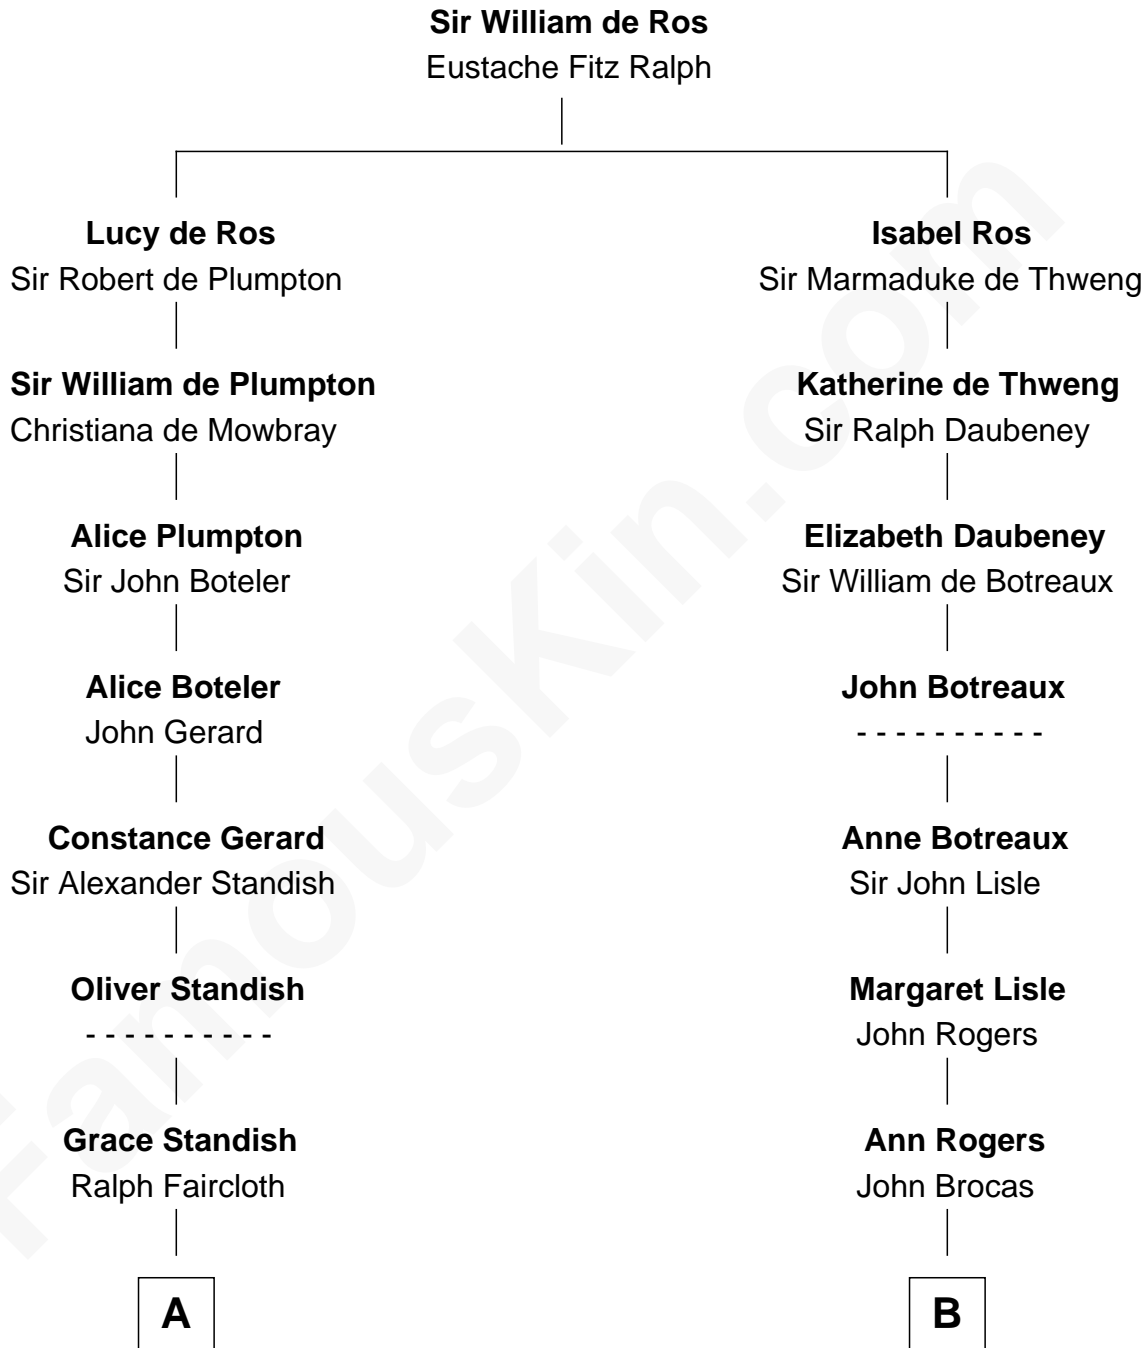 Sir William de Ros
Eustache Fitz Ralph
Lucy de Ros
Sir Robert de Plumpton
Isabel Ros
Sir Marmaduke de Thweng
Sir William de Plumpton
Christiana de Mowbray
Katherine de Thweng
Sir Ralph Daubeney
Alice Plumpton
Sir John Boteler
Elizabeth Daubeney
Sir William de Botreaux
Alice Boteler
John Gerard
John Botreaux
- - - - - - - - - -
Constance Gerard
Sir Alexander Standish
Anne Botreaux
Sir John Lisle
Oliver Standish
- - - - - - - - - -
Margaret Lisle
John Rogers
Grace Standish
Ralph Faircloth
Ann Rogers
John Brocas
A
B
FamousKin.com